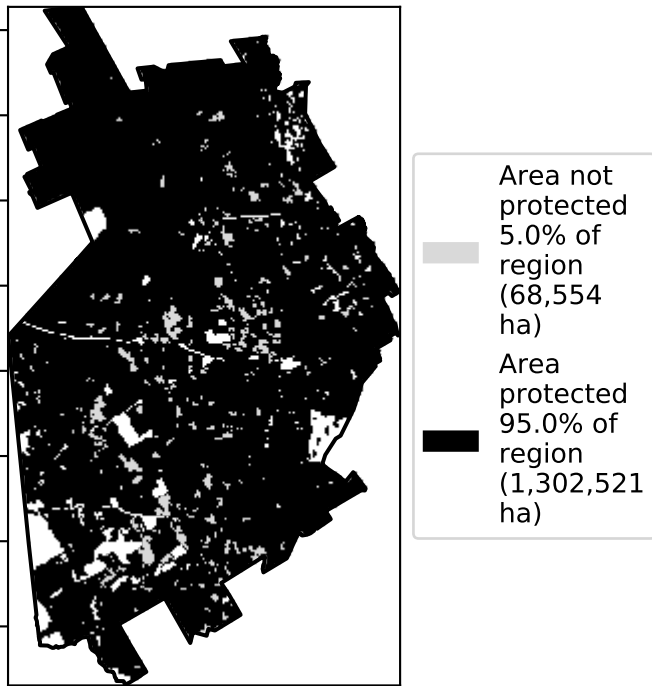 Area not
protected
5.0% of
region
(68,554
ha)
Area
protected
95.0% of
region
(1,302,521
ha)